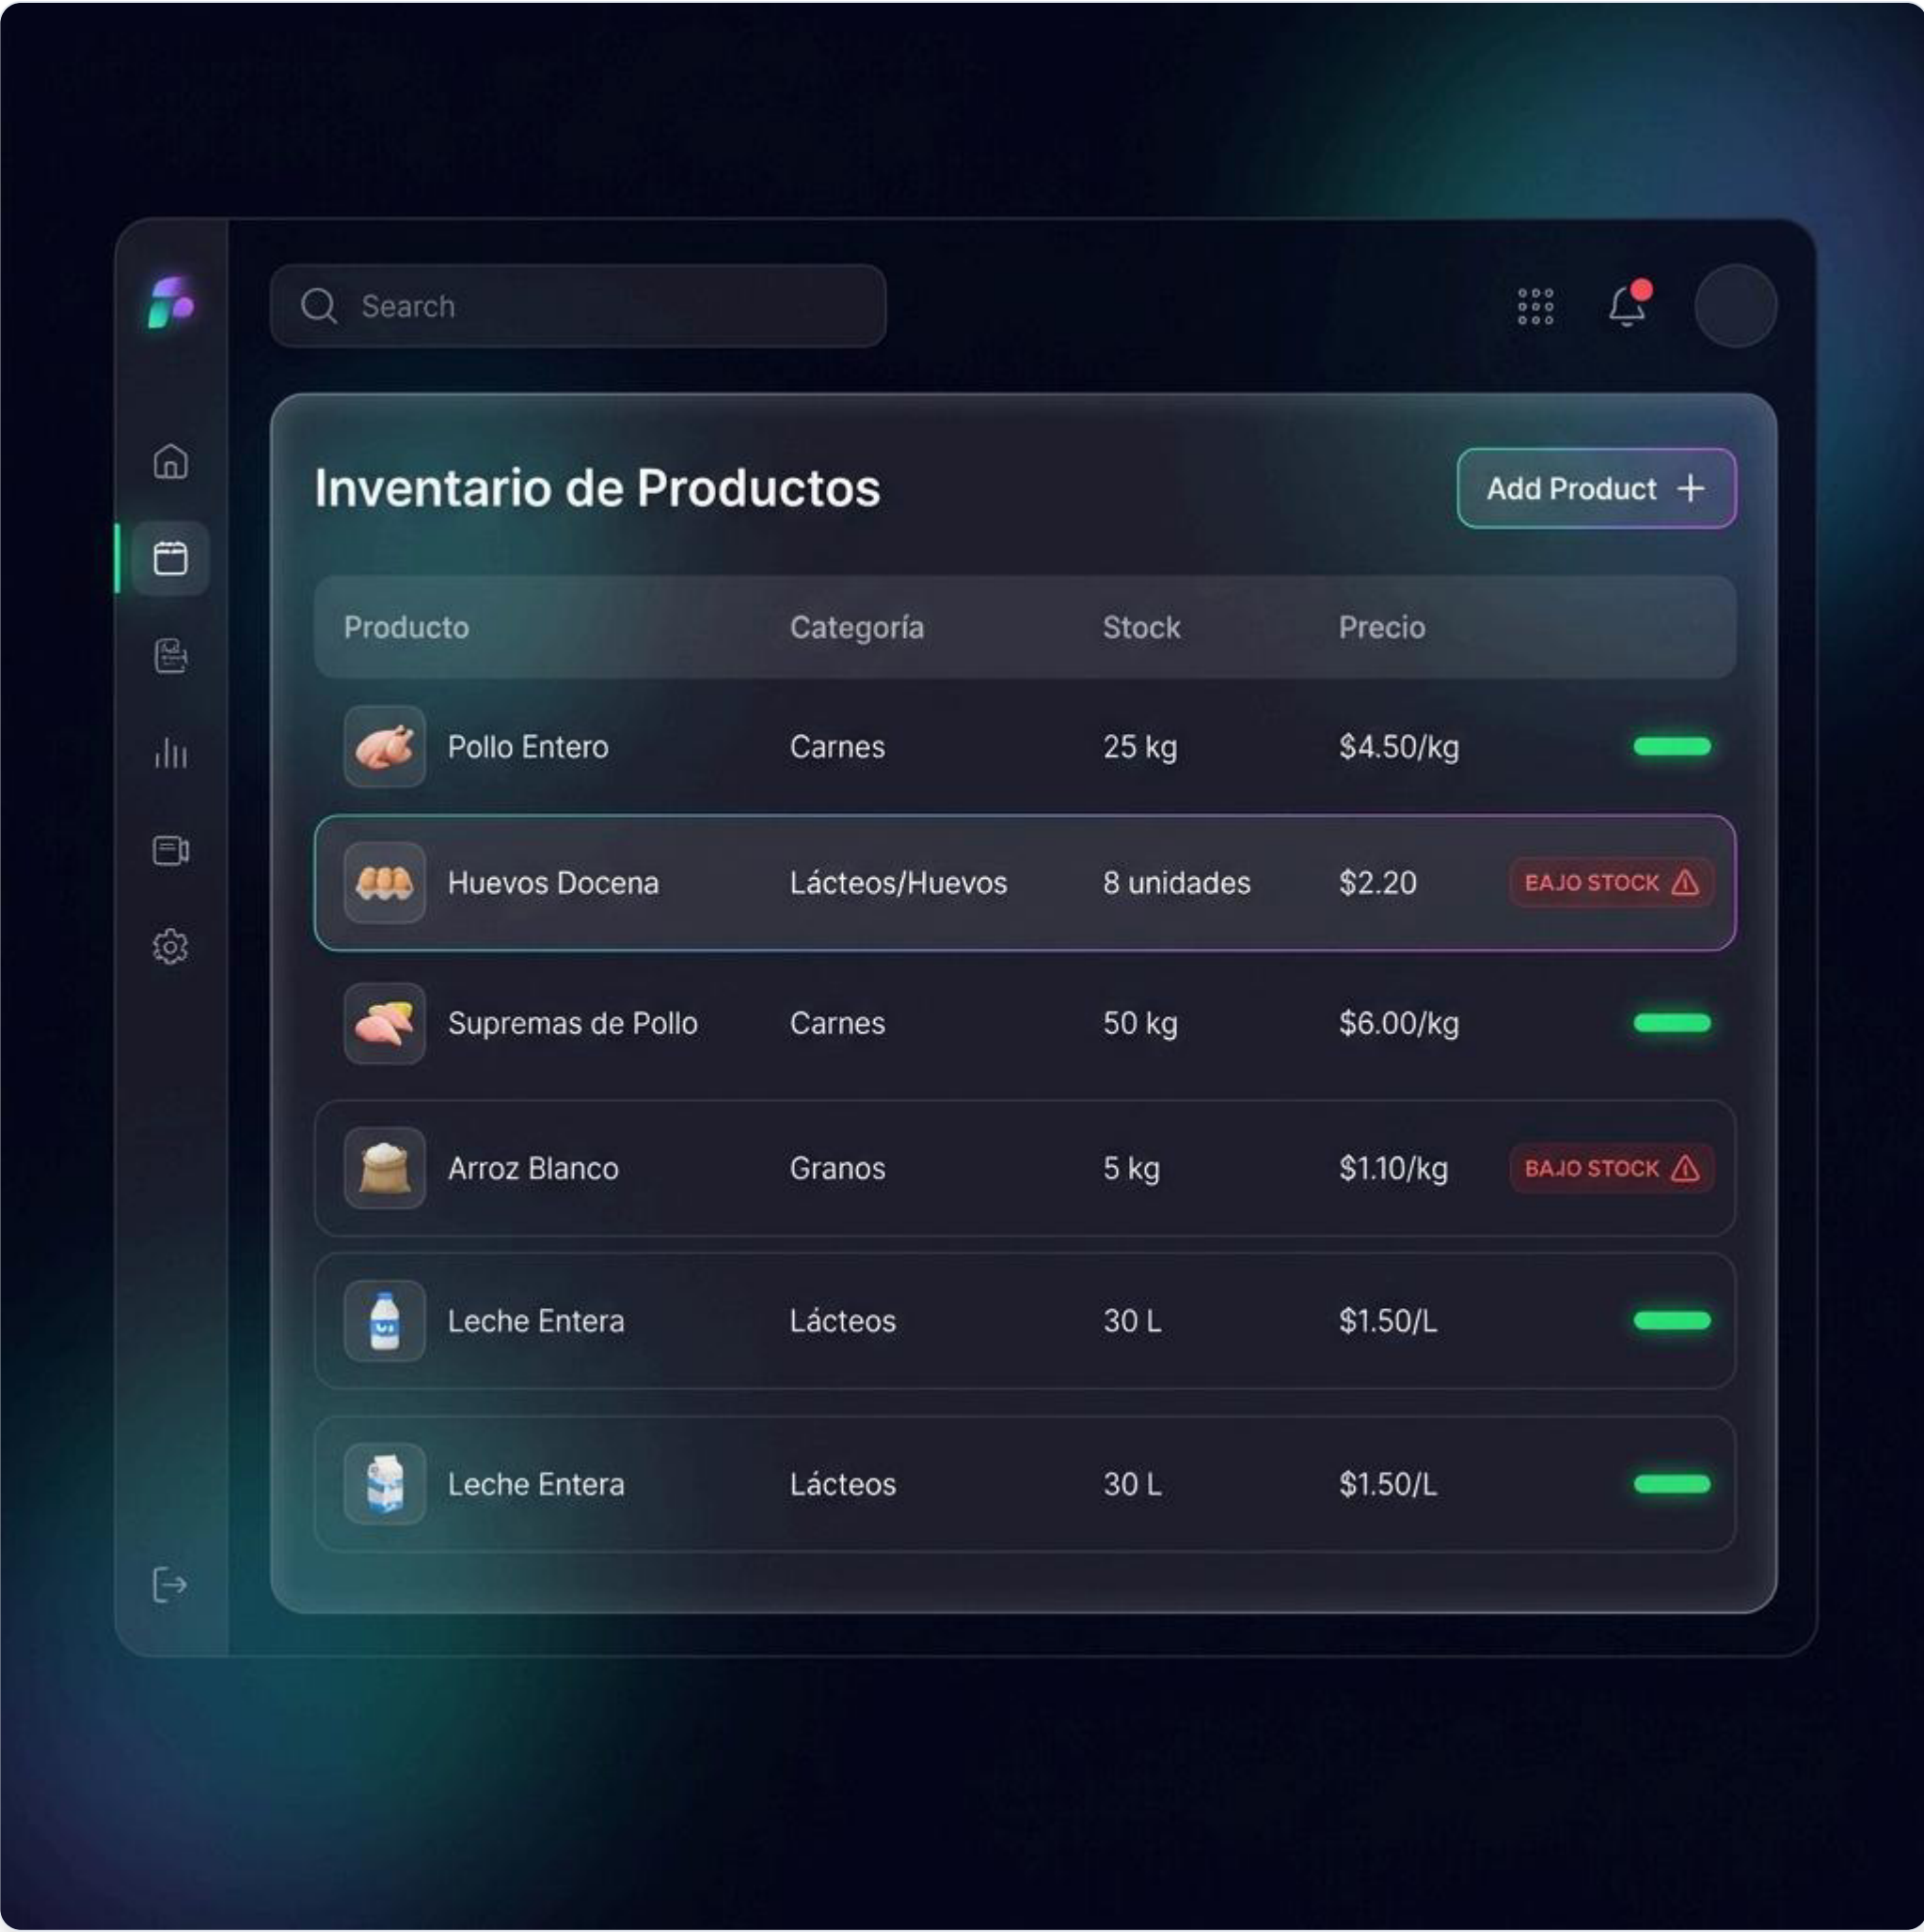 Search
Inventario de Productos
Add Product +
Producto Categoría Stock Precio
Pollo Entero Carnes 25 kg $4.50/kg
Huevos Docena Lácteos/Huevos 8 unidades $2.20 EAJO STOCK
Supremas de Pollo Carnes 50 kg $6.00/kg
Arroz Blanco Granos 5 kg $1.10/kg BAJO STOCK
Leche Entera Lácteos 30 L $1.50/L
Leche Entera Lácteos 30 L $1.50/L